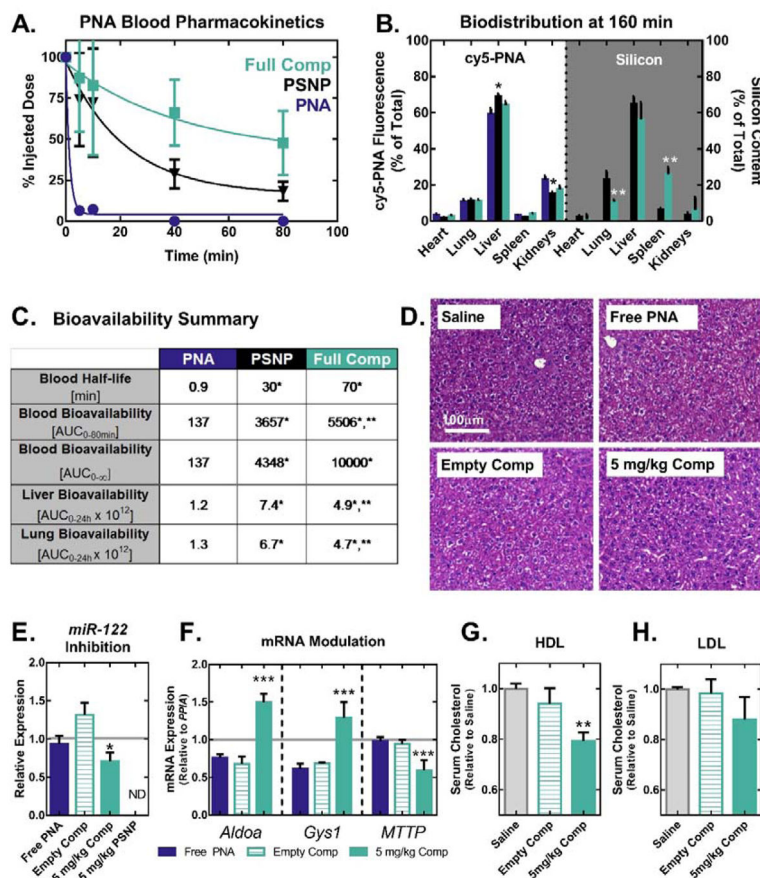 A. PNA Blood Pharmacokinetics
% Injected Dose
100
75
50
25
0
0 20 40 60 80
Time (min)
Full Comp
PSNP
PNA
B. Biodistribution at 160 min
cy5-PNA Silicon
cy5-PNA Fluorescence
(% of Total)
100
80
60
40
20
0
*
*
**
**
100
80
60
40
20
0
Silicon Content
(% of Total)
Heart Lung Liver Spleen Kidneys Heart Lung Liver Spleen Kidneys
C. Bioavailability Summary
PNA PSNP Full Comp
Blood Half-life
[min]
0.9 30* 70*
Blood Bioavailability
[AUC0-80min]
137 3657* 5506*,**
Blood Bioavailability
[AUC0-∞]
137 4348* 10000*
Liver Bioavailability
[AUC0-24h x 10^12]
1.2 7.4* 4.9*,**
Lung Bioavailability
[AUC0-24h x 10^12]
1.3 6.7* 4.7*,**
D.
Saline
100μm
Free PNA
Empty Comp
5 mg/kg Comp
E. miR-122
Inhibition
Relative Expression
2.0
1.5
1.0
0.5
0.0
*
ND
Free PNA
Empty Comp
5 mg/kg Comp
5 mg/kg PSNP
F. mRNA Modulation
mRNA Expression
(Relative to PPIA)
2.0
1.5
1.0
0.5
0.0
***
***
***
Aldoa Gys1 MTTP
Free PNA Empty Comp 5 mg/kg Comp
G. HDL
Serum Cholesterol
(Relative to Saline)
1.0
0.8
0.6
**
Saline
Empty Comp
5mg/kg Comp
H. LDL
Serum Cholesterol
(Relative to Saline)
1.0
0.8
0.6
Saline
Empty Comp
5mg/kg Comp